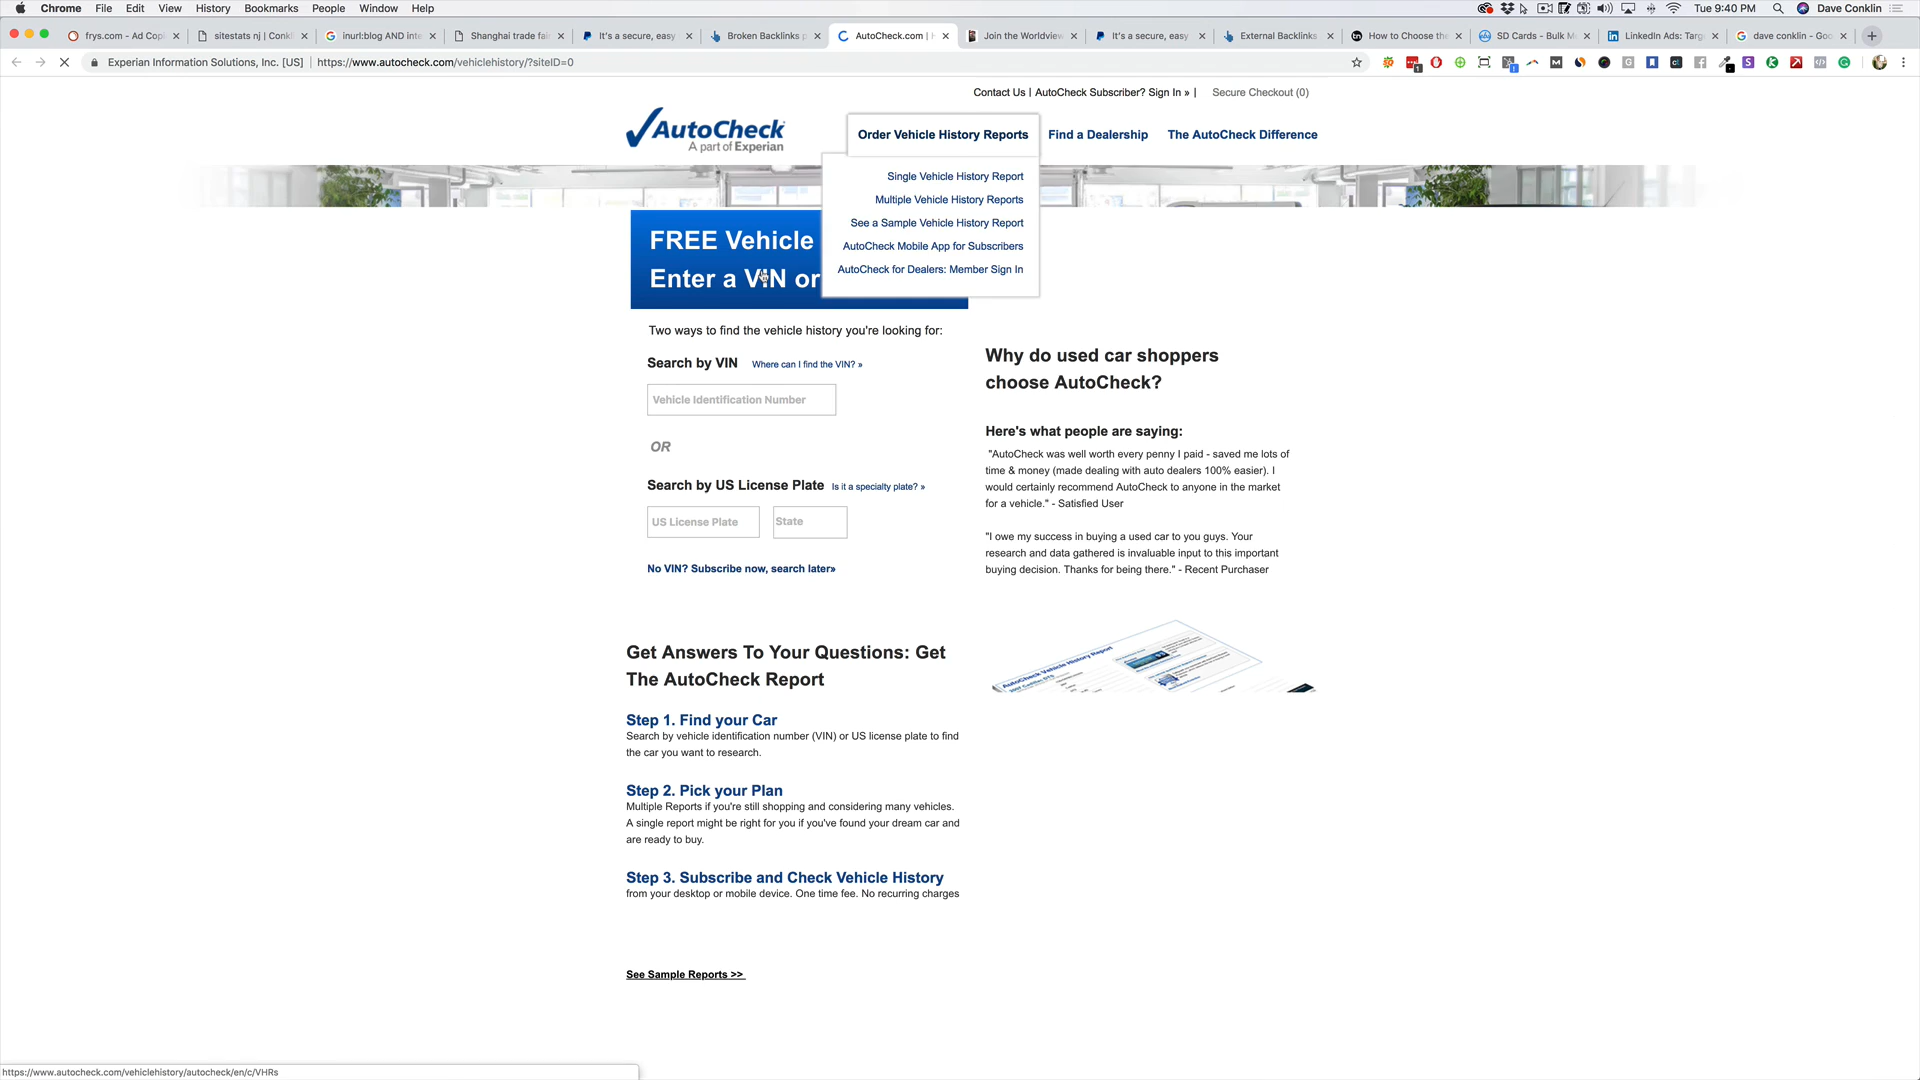 Chrome File Edit View History Bookmarks People Window Help
Tue 9:40 PM Dave Conklin
frys.com - Ad Copi
sitestats nj | Conkl
inurl:blog AND inte
Shanghai trade fai
It's a secure, easy
Broken Backlinks p
AutoCheck.com | H
Join the Worldview
It's a secure, easy
External Backlinks
How to Choose the
SD Cards - Bulk M
LinkedIn Ads: Targ
dave conklin - Goo
Experian Information Solutions, Inc. [US] | https://www.autocheck.com/vehiclehistory/?siteID=0
Contact Us | AutoCheck Subscriber? Sign In » | Secure Checkout (0)
AutoCheck
A part of Experian
Order Vehicle History Reports Find a Dealership The AutoCheck Difference
Single Vehicle History Report
Multiple Vehicle History Reports
See a Sample Vehicle History Report
AutoCheck Mobile App for Subscribers
AutoCheck for Dealers: Member Sign In
FREE Vehicle
Enter a VIN or
Two ways to find the vehicle history you're looking for:
Search by VIN Where can I find the VIN? »
Vehicle Identification Number
OR
Search by US License Plate Is it a specialty plate? »
US License Plate State
No VIN? Subscribe now, search later»
Why do used car shoppers
choose AutoCheck?
Here's what people are saying:
"AutoCheck was well worth every penny I paid - saved me lots of
time & money (made dealing with auto dealers 100% easier). I
would certainly recommend AutoCheck to anyone in the market
for a vehicle." - Satisfied User
"I owe my success in buying a used car to you guys. Your
research and data gathered is invaluable input to this important
buying decision. Thanks for being there." - Recent Purchaser
AutoCheck Vehicle History Report
Get Answers To Your Questions: Get
The AutoCheck Report
Step 1. Find your Car
Search by vehicle identification number (VIN) or US license plate to find
the car you want to research.
Step 2. Pick your Plan
Multiple Reports if you're still shopping and considering many vehicles.
A single report might be right for you if you've found your dream car and
are ready to buy.
Step 3. Subscribe and Check Vehicle History
from your desktop or mobile device. One time fee. No recurring charges
See Sample Reports >>
https://www.autocheck.com/vehiclehistory/autocheck/en/c/VHRs